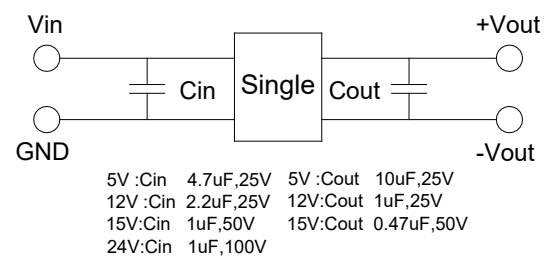 Vin +Vout
Cin Single Cout
GND -Vout
5V :Cin 4.7uF,25V 5V :Cout 10uF,25V
12V :Cin 2.2uF,25V 12V:Cout 1uF,25V
15V:Cin 1uF,50V 15V:Cout 0.47uF,50V
24V:Cin 1uF,100V